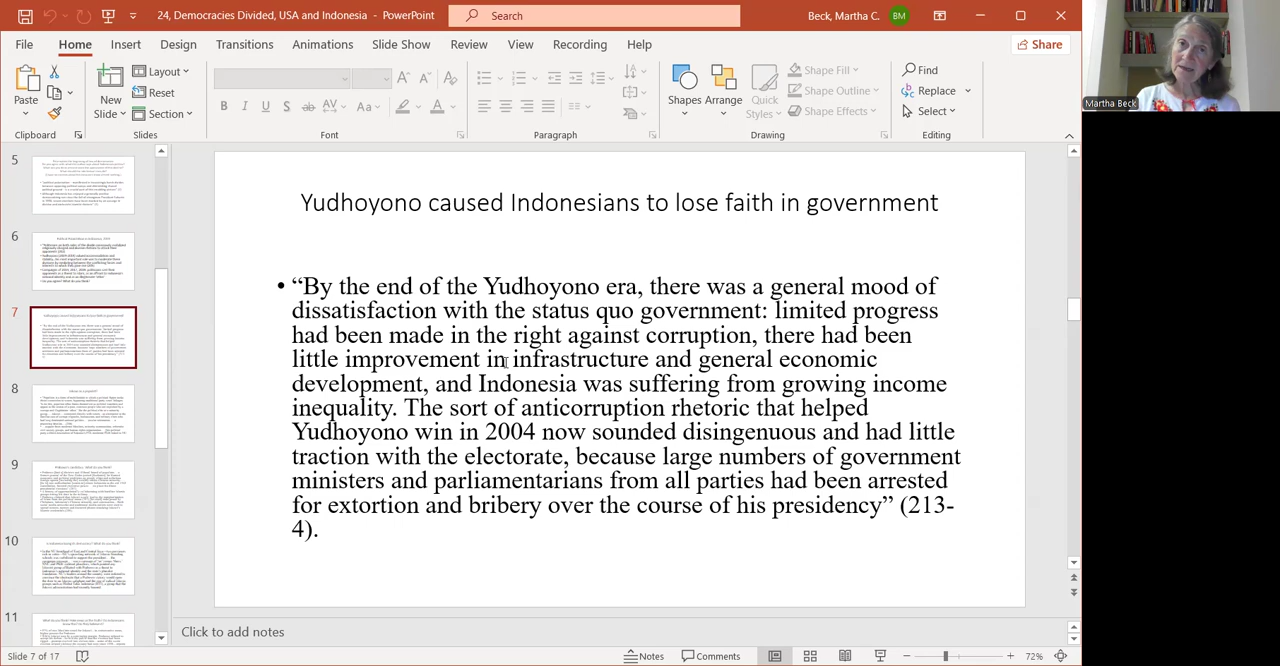 24, Democracies Divided, USA and Indonesia - PowerPoint
Search
Beck, Martha C. BM
File Home Insert Design Transitions Animations Slide Show Review View Recording Help Share
Paste
New Slide
Layout
Reset
Section
Shapes Arrange Quick Styles
Shape Fill
Shape Outline
Shape Effects
Find
Replace
Select
Clipboard Slides Font Paragraph Drawing Editing
Martha Beck
5
6
7
8
9
10
11
Yudhoyono caused Indonesians to lose faith in government
• “By the end of the Yudhoyono era, there was a general mood of
dissatisfaction with the status quo government: limited progress
had been made in the fight against corruption, there had been
little improvement in infrastructure and general economic
development, and Indonesia was suffering from growing income
inequality. The sort of anticorruption rhetoric that helped
Yudhoyono win in 2004 now sounded disingenuous and had little
traction with the electorate, because large numbers of government
ministers and parliamentarians from all parties had been arrested
for extortion and bribery over the course of his presidency” (213-
4).
Click to add notes
Slide 7 of 17 Notes Comments 72%